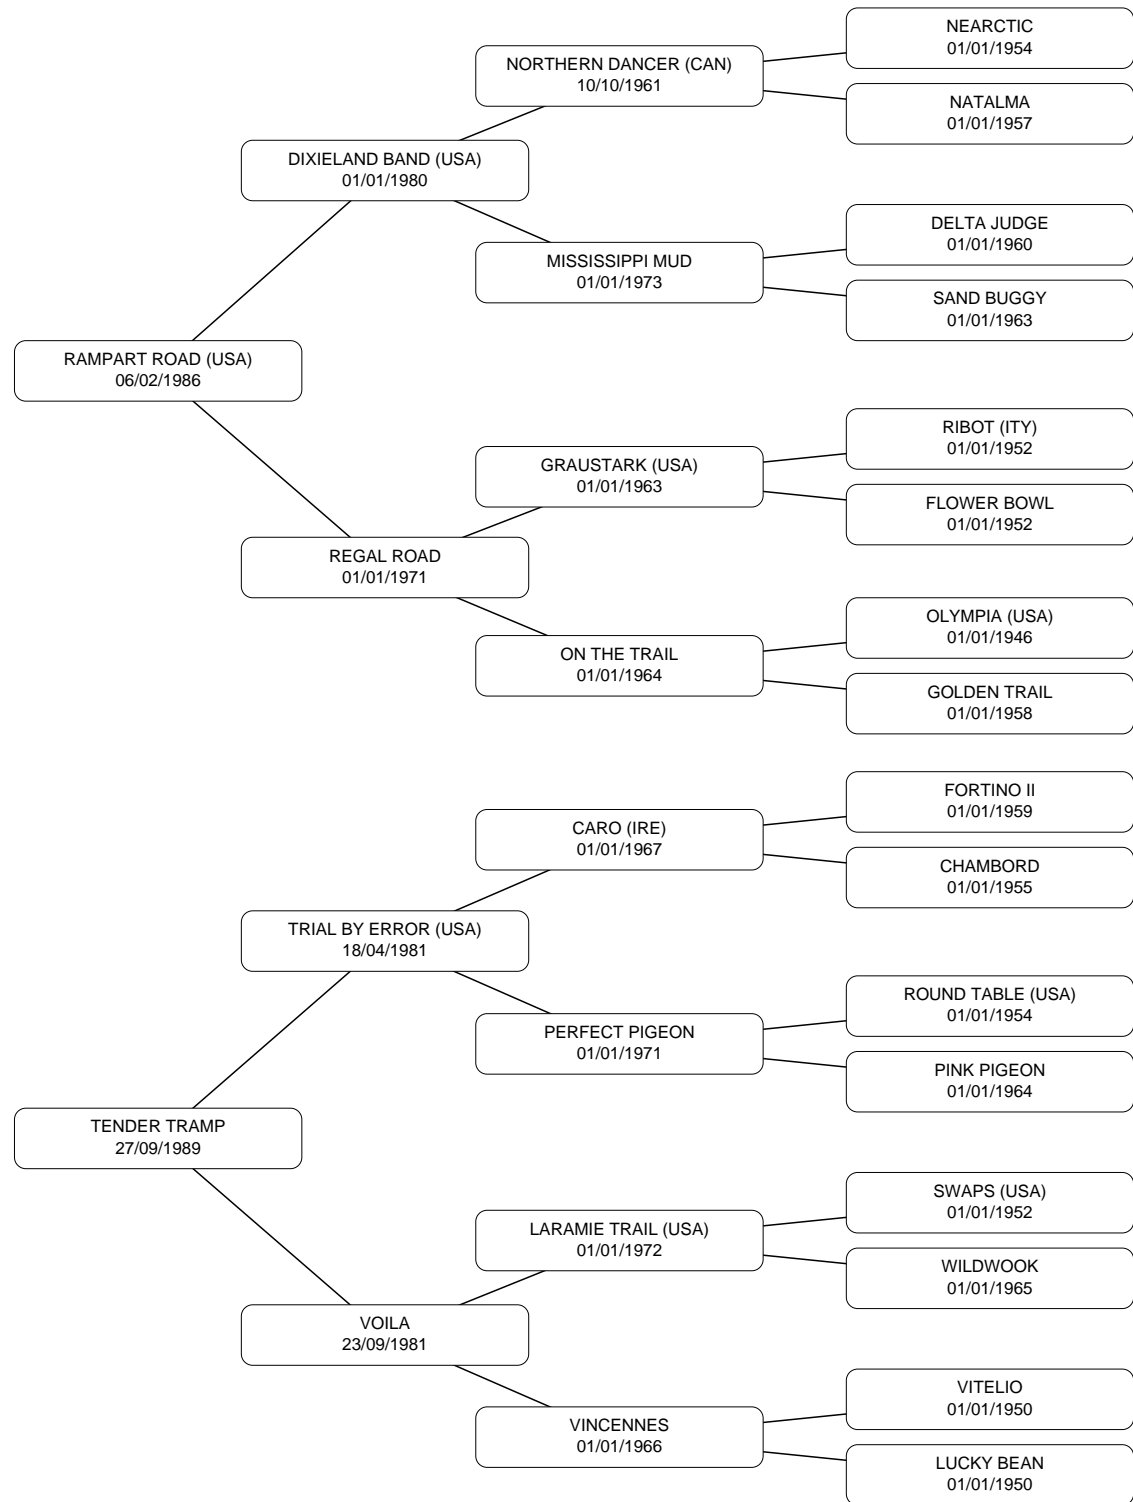 NEARCTIC
01/01/1954
NORTHERN DANCER (CAN)
10/10/1961
NATALMA
01/01/1957
DIXIELAND BAND (USA)
01/01/1980
DELTA JUDGE
01/01/1960
MISSISSIPPI MUD
01/01/1973
SAND BUGGY
01/01/1963
RAMPART ROAD (USA)
06/02/1986
RIBOT (ITY)
01/01/1952
GRAUSTARK (USA)
01/01/1963
FLOWER BOWL
01/01/1952
REGAL ROAD
01/01/1971
OLYMPIA (USA)
01/01/1946
ON THE TRAIL
01/01/1964
GOLDEN TRAIL
01/01/1958
FORTINO II
01/01/1959
CARO (IRE)
01/01/1967
CHAMBORD
01/01/1955
TRIAL BY ERROR (USA)
18/04/1981
ROUND TABLE (USA)
01/01/1954
PERFECT PIGEON
01/01/1971
PINK PIGEON
01/01/1964
TENDER TRAMP
27/09/1989
SWAPS (USA)
01/01/1952
LARAMIE TRAIL (USA)
01/01/1972
WILDWOOK
01/01/1965
VOILA
23/09/1981
VITELIO
01/01/1950
VINCENNES
01/01/1966
LUCKY BEAN
01/01/1950